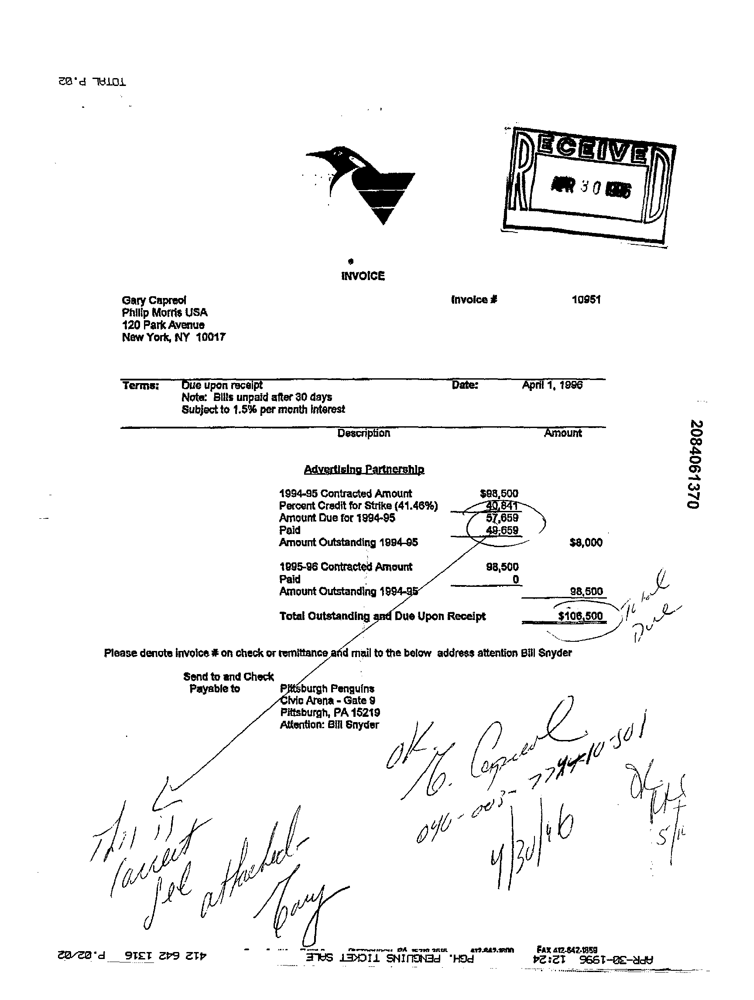 TOTAL P.02
RECEIVED
APR 30 1996
INVOICE
Gary Capreol
Philip Morris USA
120 Park Avenue
New York, NY 10017
Invoice # 10951
Terms: Due upon receipt Date: April 1, 1996
Note: Bills unpaid after 30 days
Subject to 1.5% per month interest
Description Amount
Advertising Partnership
1994-95 Contracted Amount $98,500
Percent Credit for Strike (41.46%) 40,841
Amount Due for 1994-95 57,659
Paid 49,659
Amount Outstanding 1994-95 $8,000
1995-96 Contracted Amount 98,500
Paid 0
Amount Outstanding 1994-95 98,500
Total Outstanding and Due Upon Receipt $106,500
Total
Due
Please denote invoice # on check or remittance and mail to the below address attention Bill Snyder
Send to and Check
Payable to Pittsburgh Penguins
Civic Arena - Gate 9
Pittsburgh, PA 15219
Attention: Bill Snyder
OK.
G. Capreol
040-003-7744-10-501
4/30/96
OK
This is
correct
see attached-
Gary
2084061370
FAX 412-642-1859
APR-30-1996 12:24 PGH. PENGUINS TICKET SALE 412 642 1316 P.02/02